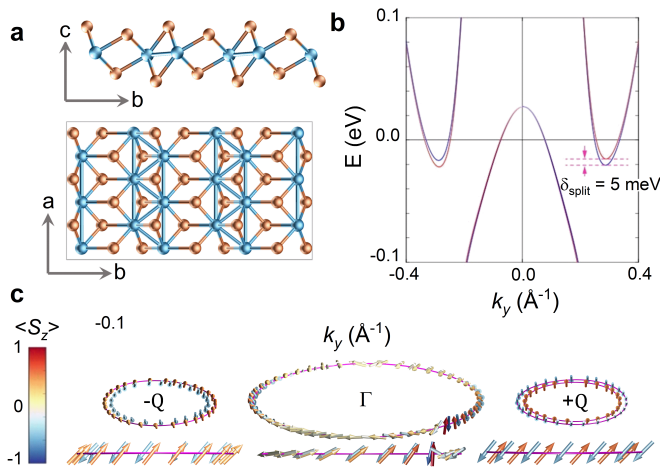 a
c
b
a
b
b
E (eV)
0.1
0.0
-0.1
δsplit = 5 meV
-0.4
0.0
0.4
ky (Å-1)
c
<Sz>
-0.1
ky (Å-1)
1
0
-1
-Q
Γ
+Q